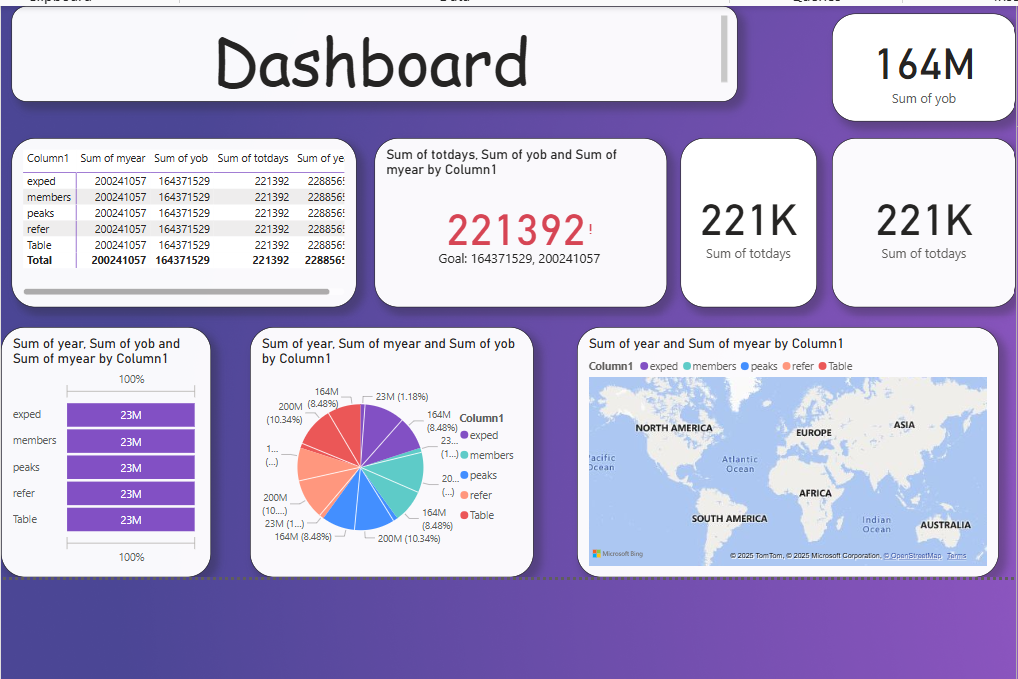 Data
Dashboard
164M
Sum of yob
Column1 Sum of myear Sum of yob Sum of totdays Sum of ye
exped 200241057 164371529 221392 228856
members 200241057 164371529 221392 228856
peaks 200241057 164371529 221392 228856
refer 200241057 164371529 221392 228856
Table 200241057 164371529 221392 228856
Total 200241057 164371529 221392 228856
Sum of totdays, Sum of yob and Sum of
myear by Column1
221392!
Goal: 164371529, 200241057
221K
Sum of totdays
221K
Sum of totdays
Sum of year, Sum of yob and
Sum of myear by Column1
100%
exped 23M
members 23M
peaks 23M
refer 23M
Table 23M
100%
Sum of year, Sum of myear and Sum of yob
by Column1
23M (1.18%)
164M
(8.48%)
23...
(1...)
20...
(...)
164M
(8.48%)
200M (10.34%)
164M (8.48%)
23M (1...)
200M
(10....)
1...
(...)
200M
(10.34%)
164M
(8.48%)
Column1
exped
members
peaks
refer
Table
Sum of year and Sum of myear by Column1
Column1 exped members peaks refer Table
NORTH AMERICA
EUROPE
ASIA
Pacific
Ocean
Atlantic
Ocean
AFRICA
SOUTH AMERICA
Indian
Ocean
AUSTRALIA
Microsoft Bing
© 2025 TomTom, © 2025 Microsoft Corporation, © OpenStreetMap Terms